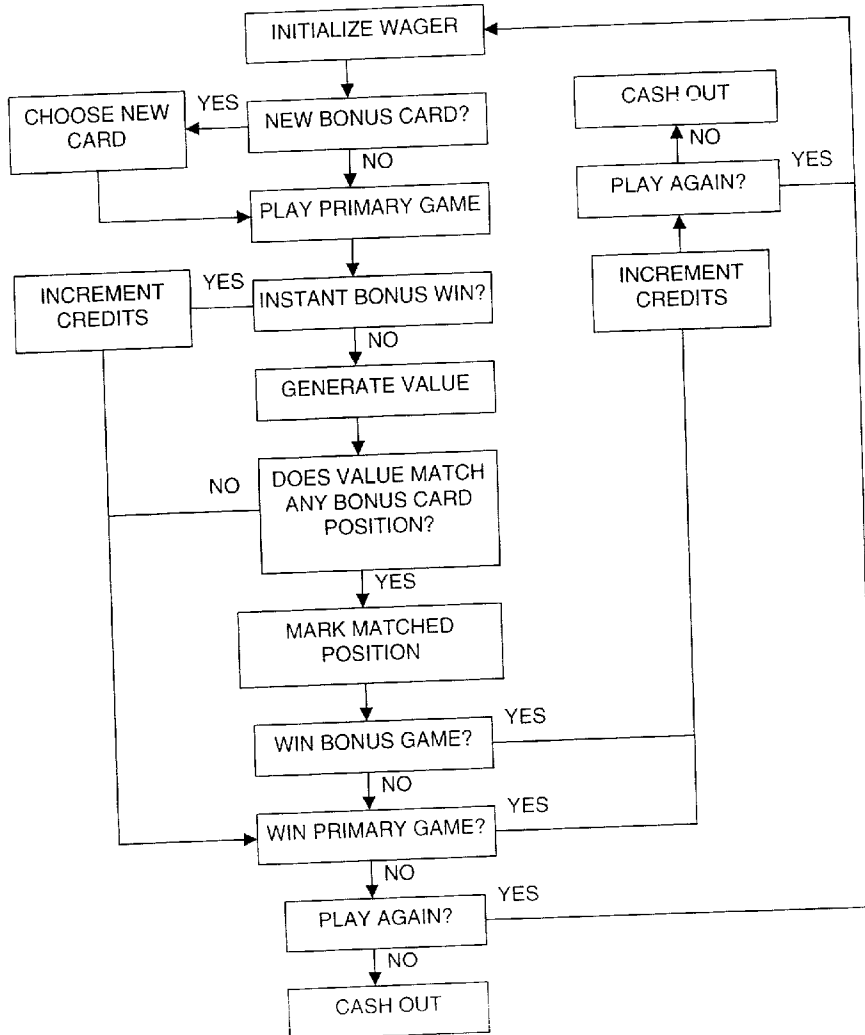 INITIALIZE WAGER
YES
CHOOSE NEW
CARD
NEW BONUS CARD?
NO
PLAY PRIMARY GAME
CASH OUT
NO
YES
PLAY AGAIN?
INCREMENT
CREDITS
YES
INCREMENT
CREDITS
INSTANT BONUS WIN?
NO
GENERATE VALUE
NO
DOES VALUE MATCH
ANY BONUS CARD
POSITION?
YES
MARK MATCHED
POSITION
YES
WIN BONUS GAME?
NO
YES
WIN PRIMARY GAME?
NO
YES
PLAY AGAIN?
NO
CASH OUT